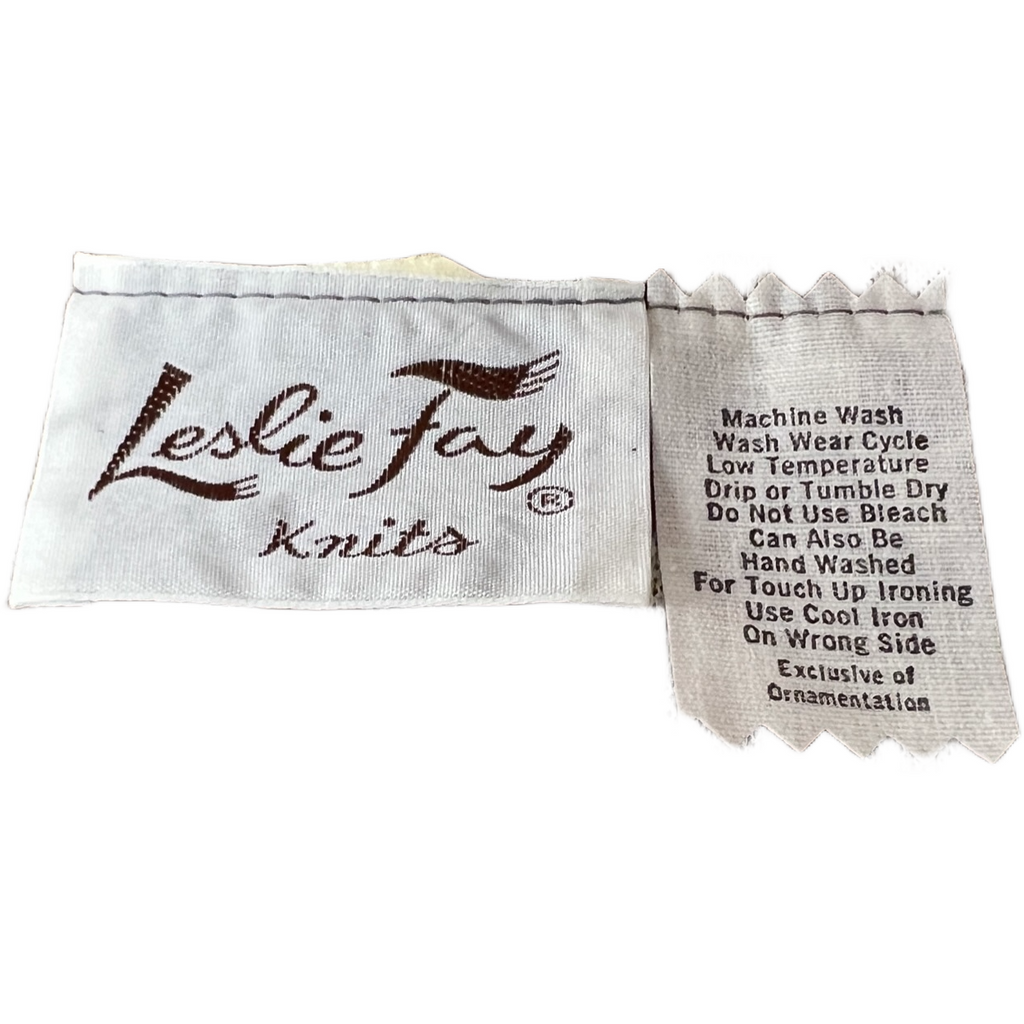 Leslie Fay ®
Knits
Machine Wash
Wash Wear Cycle
Low Temperature
Drip or Tumble Dry
Do Not Use Bleach
Can Also Be
Hand Washed
For Touch Up Ironing
Use Cool Iron
On Wrong Side
Exclusive of
Ornamentation